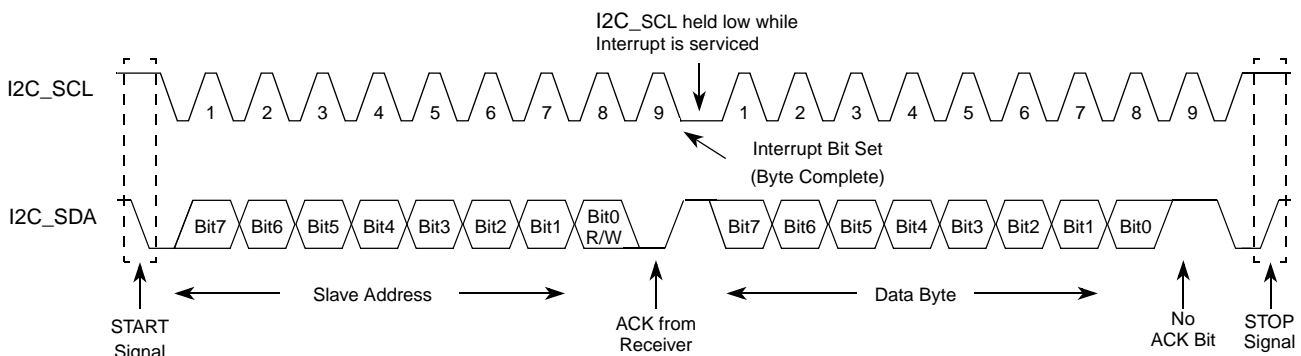 I2C_SCL held low while
Interrupt is serviced
I2C_SCL
1 2 3 4 5 6 7 8 9 1 2 3 4 5 6 7 8 9
Interrupt Bit Set
(Byte Complete)
I2C_SDA
Bit7 Bit6 Bit5 Bit4 Bit3 Bit2 Bit1 Bit0 R/W Bit7 Bit6 Bit5 Bit4 Bit3 Bit2 Bit1 Bit0
Slave Address
Data Byte
START
Signal
ACK from
Receiver
No
ACK Bit
STOP
Signal